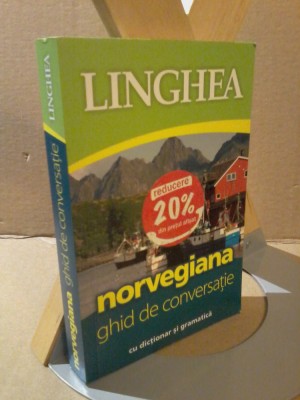 LINGHEA
reducere
20%
din prețul afișat
norvegiana
ghid de conversație
cu dicționar și gramatică
LINGHEA
norvegiana ghid de conversație